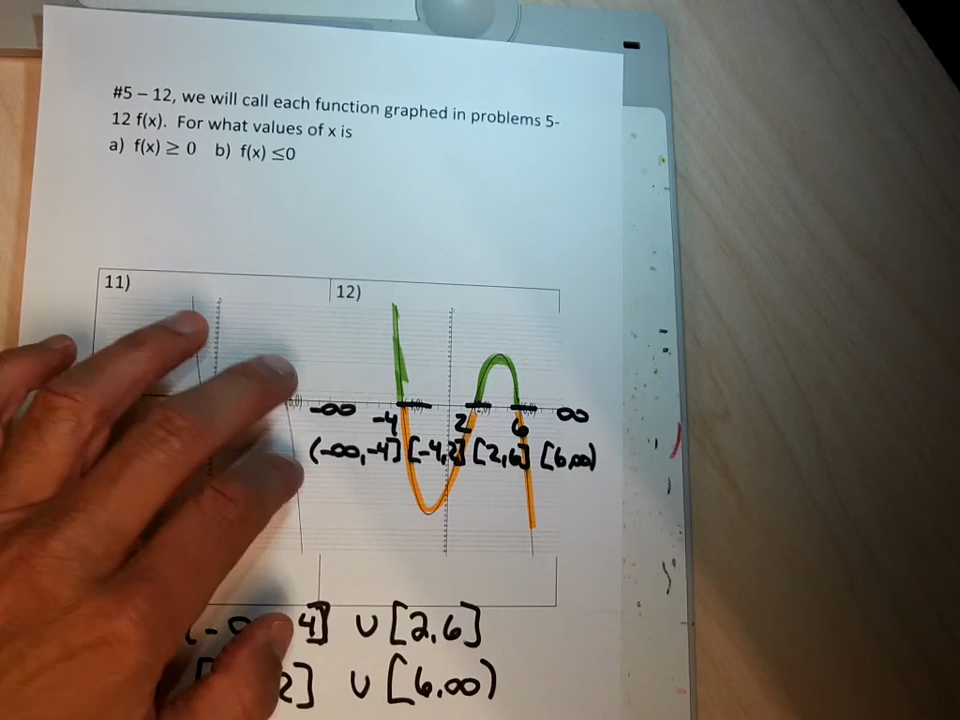 #5 – 12, we will call each function graphed in problems 5-
12 f(x). For what values of x is
a) f(x) ≥ 0 b) f(x) ≤0
11)
12)
-∞ -4 2 6 ∞
(-∞,-4] [-4,2] [2,6] [6,∞)
4] ∪ [2,6]
2] ∪ [6,∞)